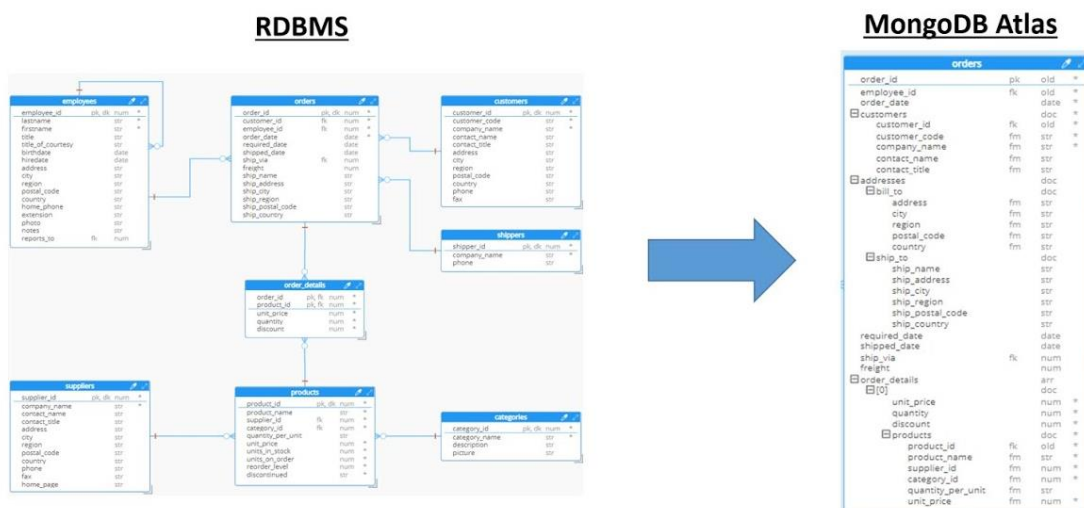 RDBMS
MongoDB Atlas
employees
employee_id pk, dk num *
lastname str *
firstname str *
title str
title_of_courtesy str
birthdate date
hiredate date
address str
city str
region str
postal_code str
country str
home_phone str
extension str
photo str
notes str
reports_to fk num
orders
order_id pk, dk num *
customer_id fk num *
employee_id fk num *
order_date date *
required_date date
shipped_date date
ship_via fk num
freight num
ship_name str
ship_address str
ship_city str
ship_region str
ship_postal_code str
ship_country str
customers
customer_id pk, dk num *
customer_code str *
company_name str *
contact_name str
contact_title str
address str
city str
region str
postal_code str
country str
phone str
fax str
shippers
shipper_id pk, dk num *
company_name str *
phone str
order_details
order_id pk, fk num *
product_id pk, fk num *
unit_price num *
quantity num *
discount num *
suppliers
supplier_id pk, dk num *
company_name str *
contact_name str
contact_title str
address str
city str
region str
postal_code str
country str
phone str
fax str
home_page str
products
product_id pk, dk num *
product_name str *
supplier_id fk num *
category_id fk num *
quantity_per_unit str
unit_price num *
units_in_stock num *
units_on_order num *
reorder_level num *
discontinued str *
categories
category_id pk, dk num *
category_name str *
description str
picture str
orders
order_id pk oId *
employee_id fk oId *
order_date date *
customers doc *
customer_id fk oId *
customer_code fm str *
company_name fm str *
contact_name fm str
contact_title fm str
addresses doc
bill_to doc
address fm str
city fm str
region fm str
postal_code fm str
country fm str
ship_to doc
ship_name str
ship_address str
ship_city str
ship_region str
ship_postal_code str
ship_country str
required_date date
shipped_date date
ship_via fk num
freight num
order_details arr
[0] doc
unit_price num *
quantity num *
discount num *
products doc *
product_id fk oId *
product_name fm str *
supplier_id fm num *
category_id fm num *
quantity_per_unit fm str
unit_price fm num *